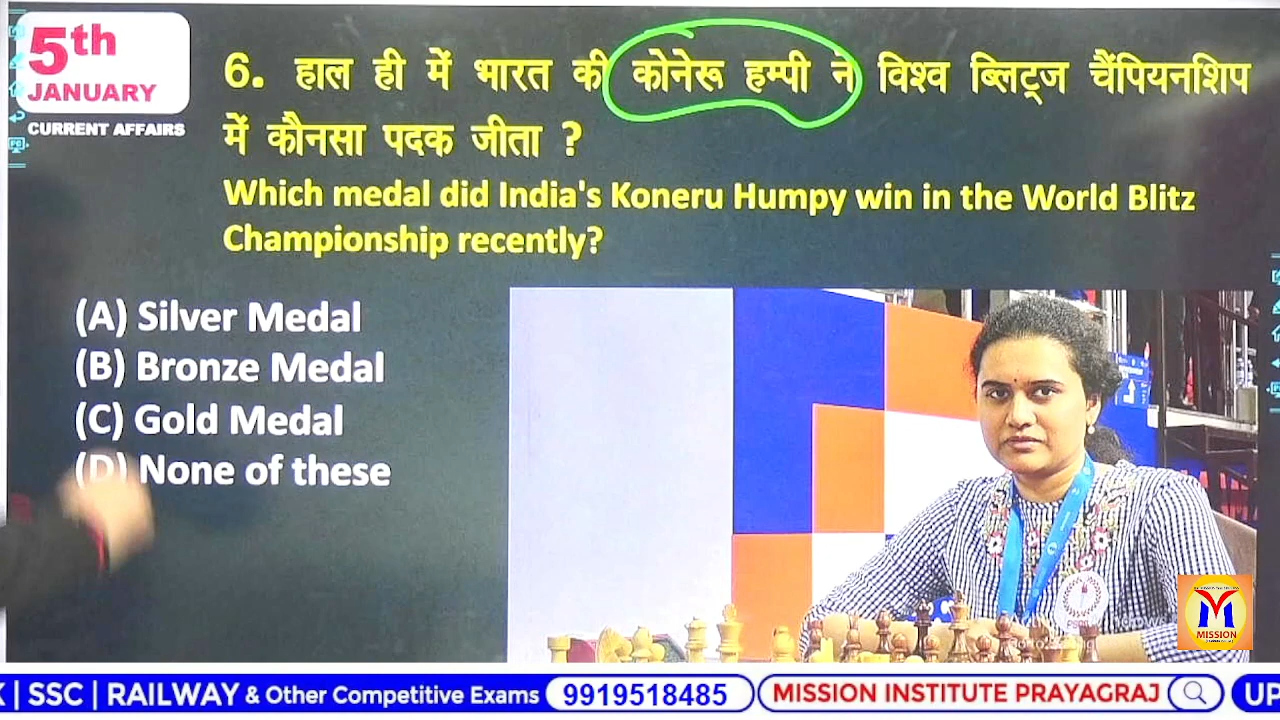 5th
JANUARY
CURRENT AFFAIRS
6. हाल ही में भारत की कोनेरू हम्पी ने विश्व ब्लिट्ज चैंपियनशिप
में कौनसा पदक जीता ?
Which medal did India's Koneru Humpy win in the World Blitz
Championship recently?
(A) Silver Medal
(B) Bronze Medal
(C) Gold Medal
(D) None of these
MISSION
K | SSC | RAILWAY & Other Competitive Exams 9919518485 MISSION INSTITUTE PRAYAGRAJ UP